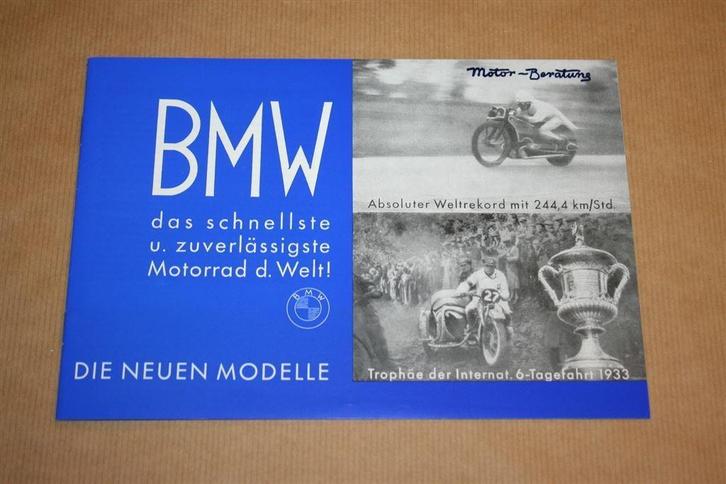 BMW
das schnellste
u. zuverlässigste
Motorrad d. Welt!
BMW
DIE NEUEN MODELLE
Motor-Beratung
Absoluter Weltrekord mit 244,4 km/Std.
27
Trophäe der Internat. 6-Tagefahrt 1933